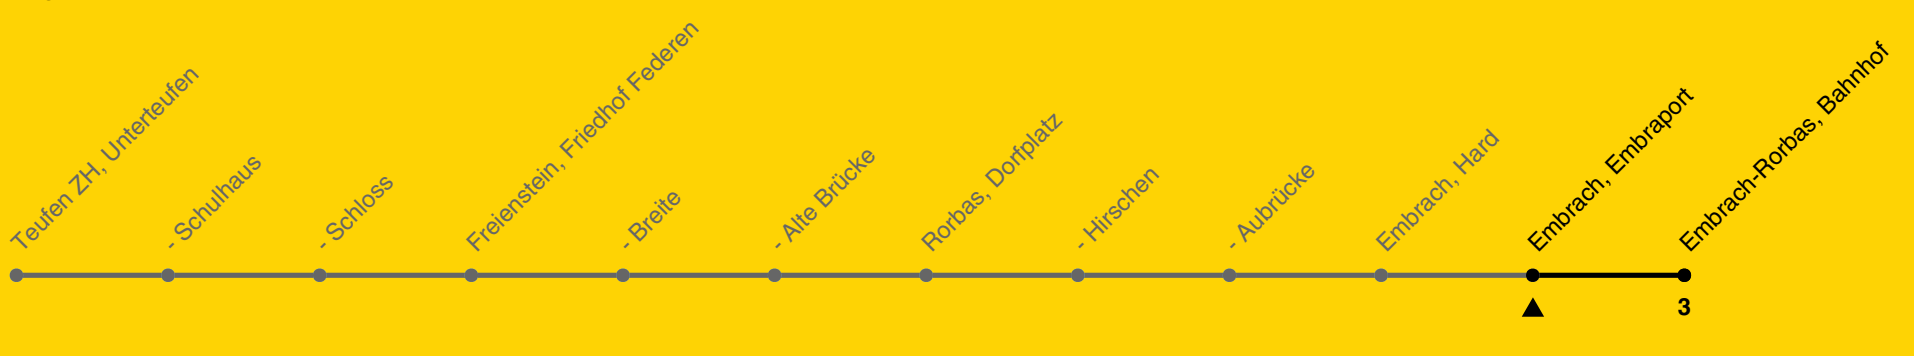 Teufen ZH, Unterteufen
- Schulhaus
- Schloss
Freienstein, Friedhof Federen
- Breite
- Alte Brücke
Rorbas, Dorfplatz
- Hirschen
- Aubrücke
Embrach, Hard
Embrach, Embraport
Embrach-Rorbas, Bahnhof
3